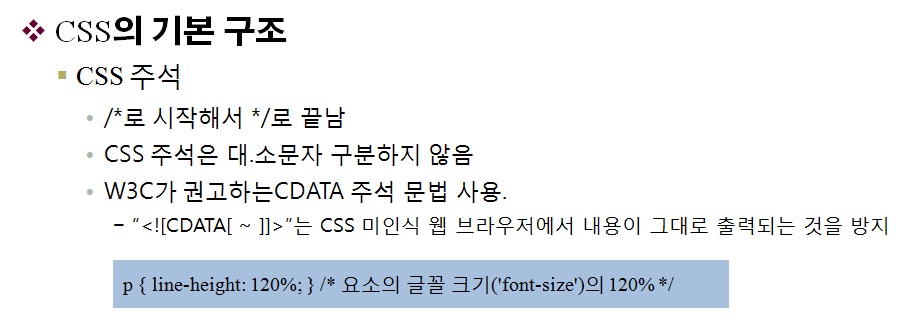 ❖ CSS의 기본 구조
▪ CSS 주석
• /*로 시작해서 */로 끝남
• CSS 주석은 대.소문자 구분하지 않음
• W3C가 권고하는CDATA 주석 문법 사용.
– "<![CDATA[ ~ ]]>"는 CSS 미인식 웹 브라우저에서 내용이 그대로 출력되는 것을 방지
p { line-height: 120%; } /* 요소의 글꼴 크기('font-size')의 120% */